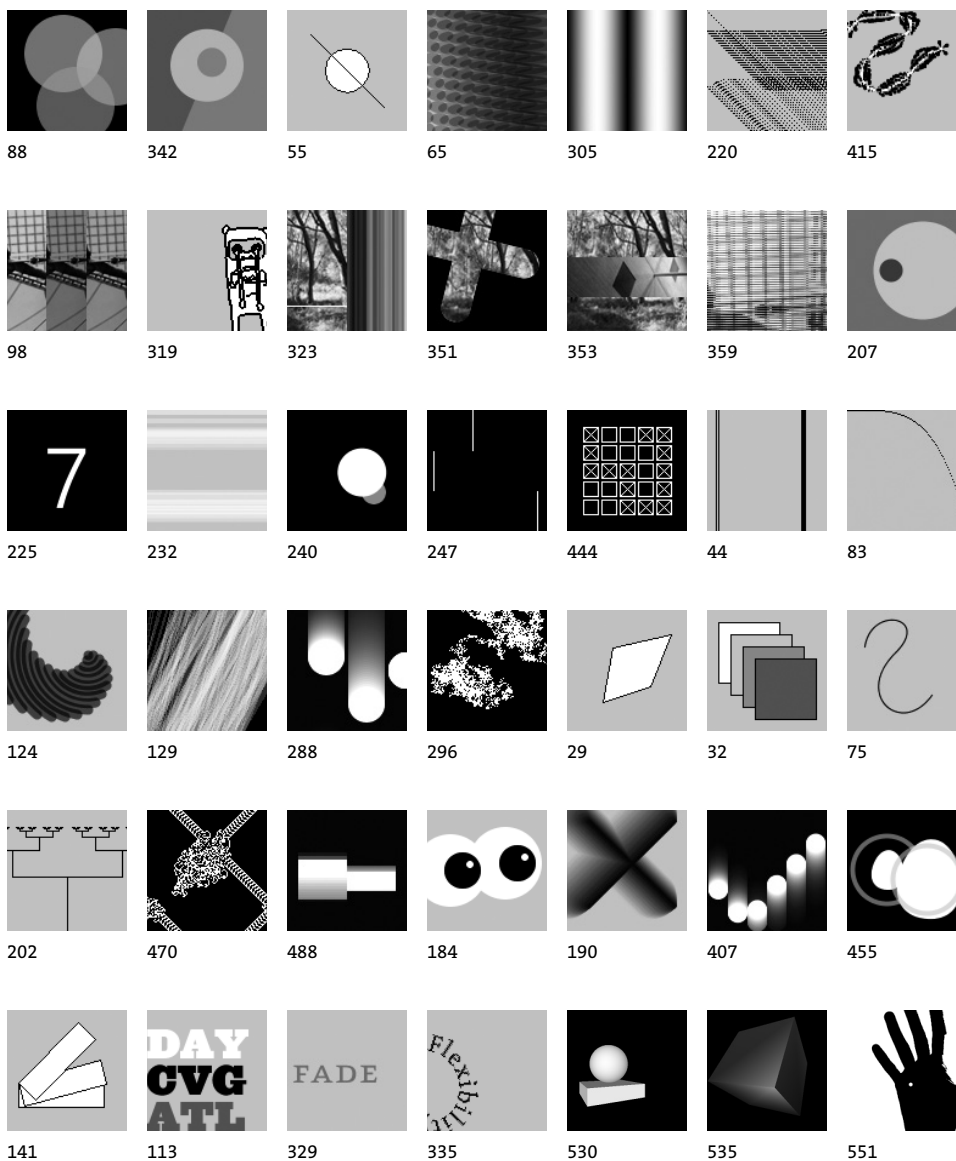 88 342 55 65 305 220 415
98 319 323 351 353 359 207
7
225 232 240 247 444 44 83
124 129 288 296 29 32 75
202 470 488 184 190 407 455
DAY
CVG
ATL
FADE
Flexibilit
141 113 329 335 530 535 551